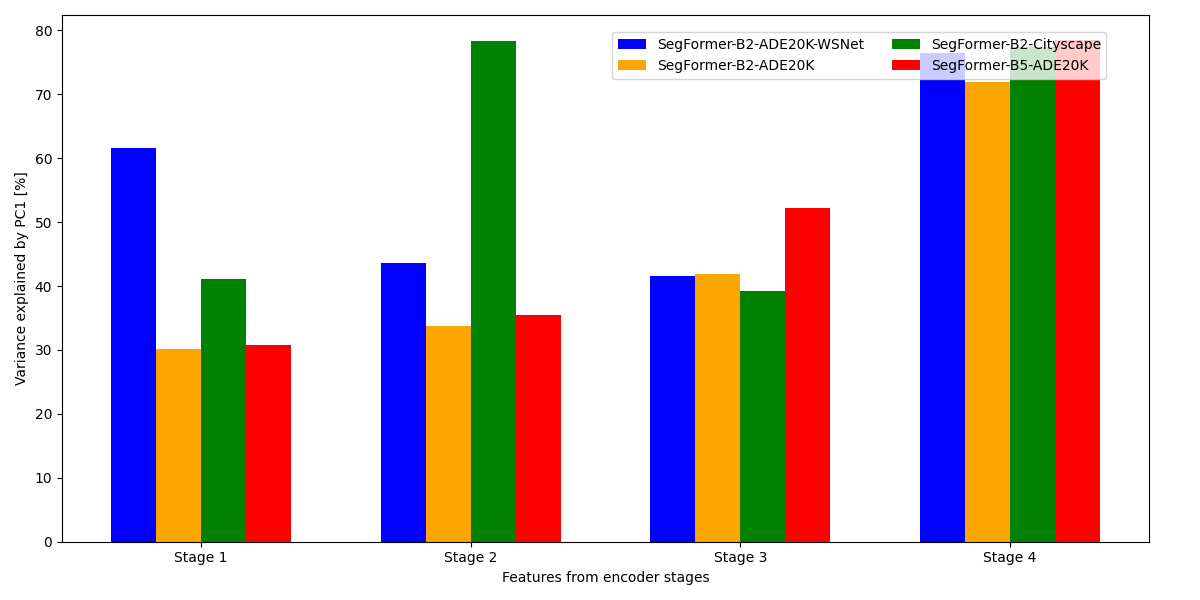 80
70
60
50
40
30
20
10
0
Variance explained by PC1 [%]
SegFormer-B2-ADE20K-WSNet
SegFormer-B2-ADE20K
SegFormer-B2-Cityscape
SegFormer-B5-ADE20K
Stage 1
Stage 2
Stage 3
Stage 4
Features from encoder stages